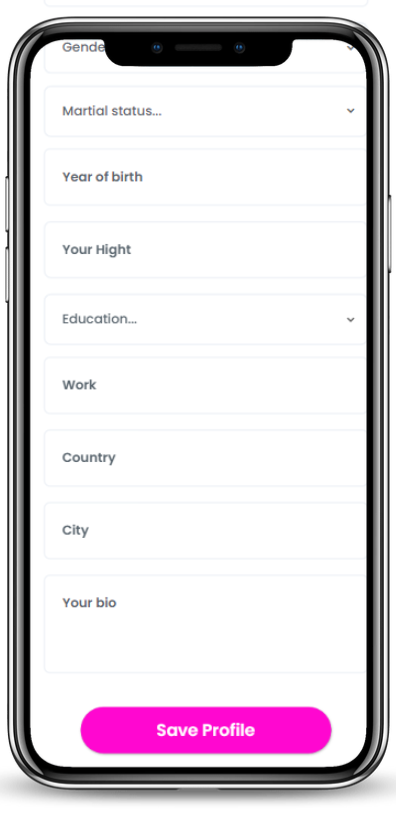 Gende
Martial status...
Year of birth
Your Hight
Education...
Work
Country
City
Your bio
Save Profile